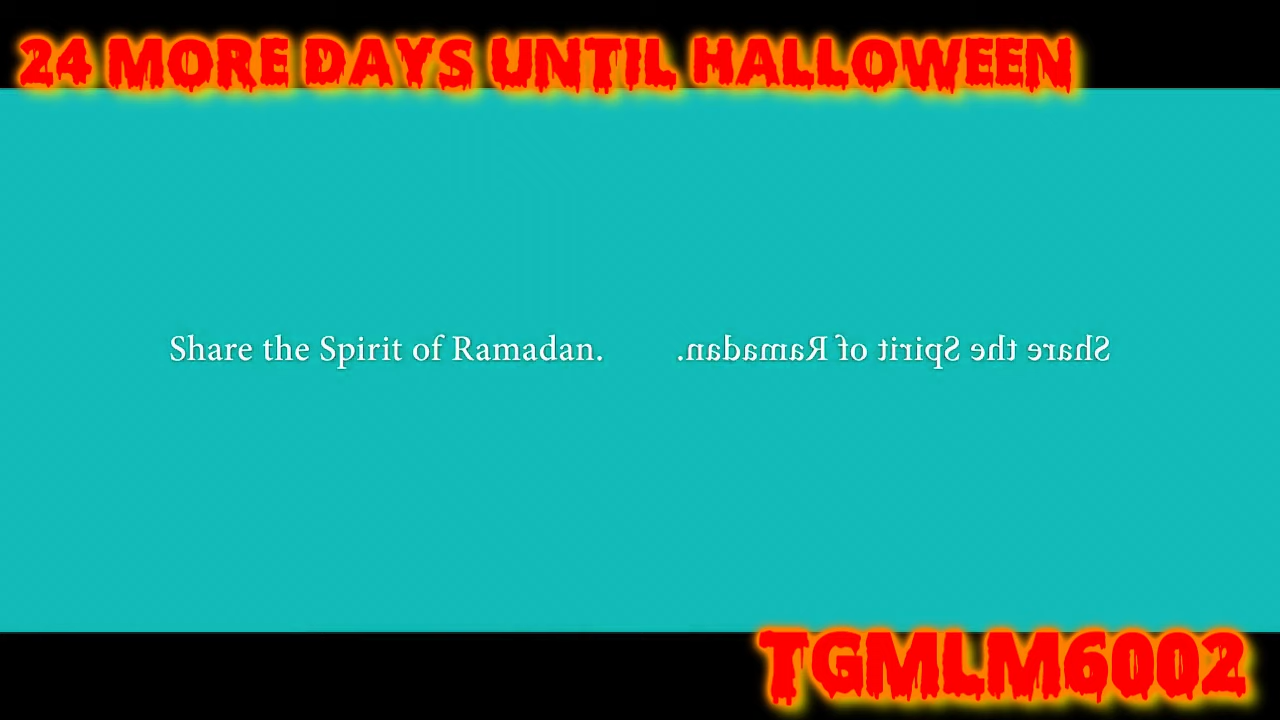 24 MORE DAYS UNTIL HALLOWEEN
Share the Spirit of Ramadan. Share the Spirit of Ramadan.
TGMLM6002